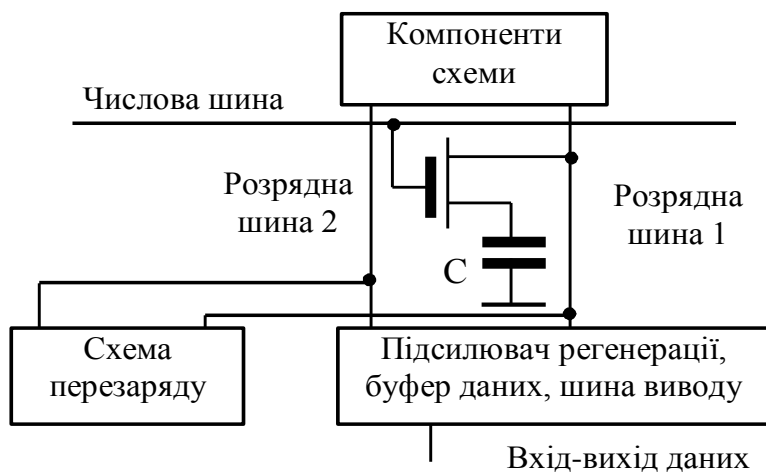 Компоненти
схеми
Числова шина
Розрядна
шина 2
Розрядна
шина 1
С
Схема
перезаряду
Підсилювач регенерації,
буфер даних, шина виводу
Вхід-вихід даних